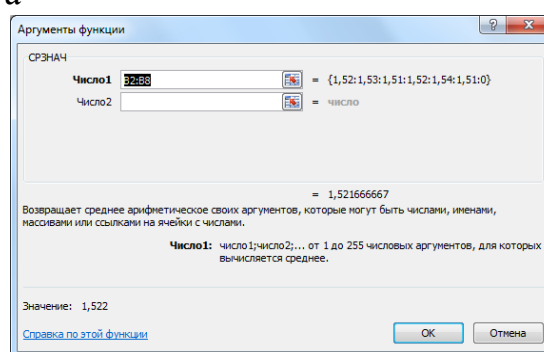 а
Аргументы функции
СРЗНАЧ
Число1 B2:B8 = {1,52:1,53:1,51:1,52:1,54:1,51:0}
Число2 = число
= 1,521666667
Возвращает среднее арифметическое своих аргументов, которые могут быть числами, именами,
массивами или ссылками на ячейки с числами.
Число1: число1;число2;... от 1 до 255 числовых аргументов, для которых
вычисляется среднее.
Значение: 1,522
Справка по этой функции
ОК Отмена